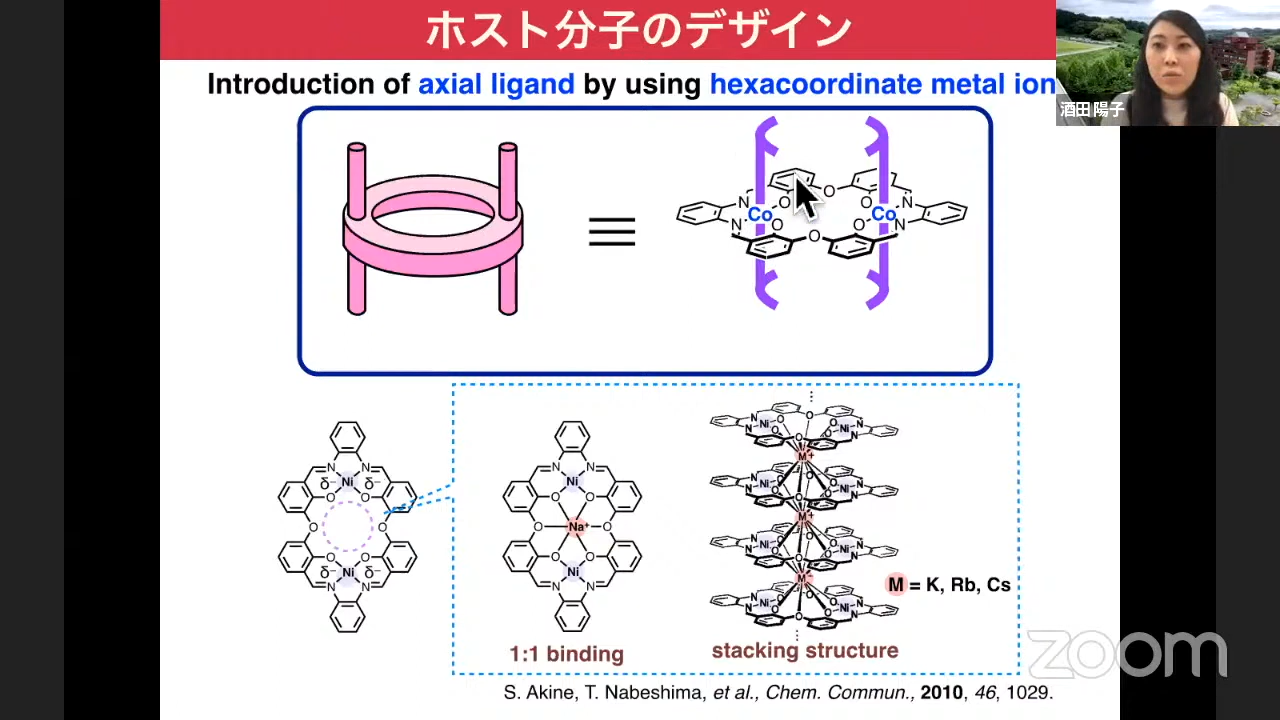 ホスト分子のデザイン
Introduction of axial ligand by using hexacoordinate metal ion
酒田 陽子
Co
Co
N
N
N
N
O
O
O
O
O
O
Ni
δ−
δ−
N
N
O
O
O
O
O
O
δ−
δ−
Ni
N
N
Ni
N
N
O
O
O
Na⁺
O
O
O
Ni
N
N
M⁺
M⁺
M⁺
M = K, Rb, Cs
1:1 binding
stacking structure
S. Akine, T. Nabeshima, et al., Chem. Commun., 2010, 46, 1029.
zoom